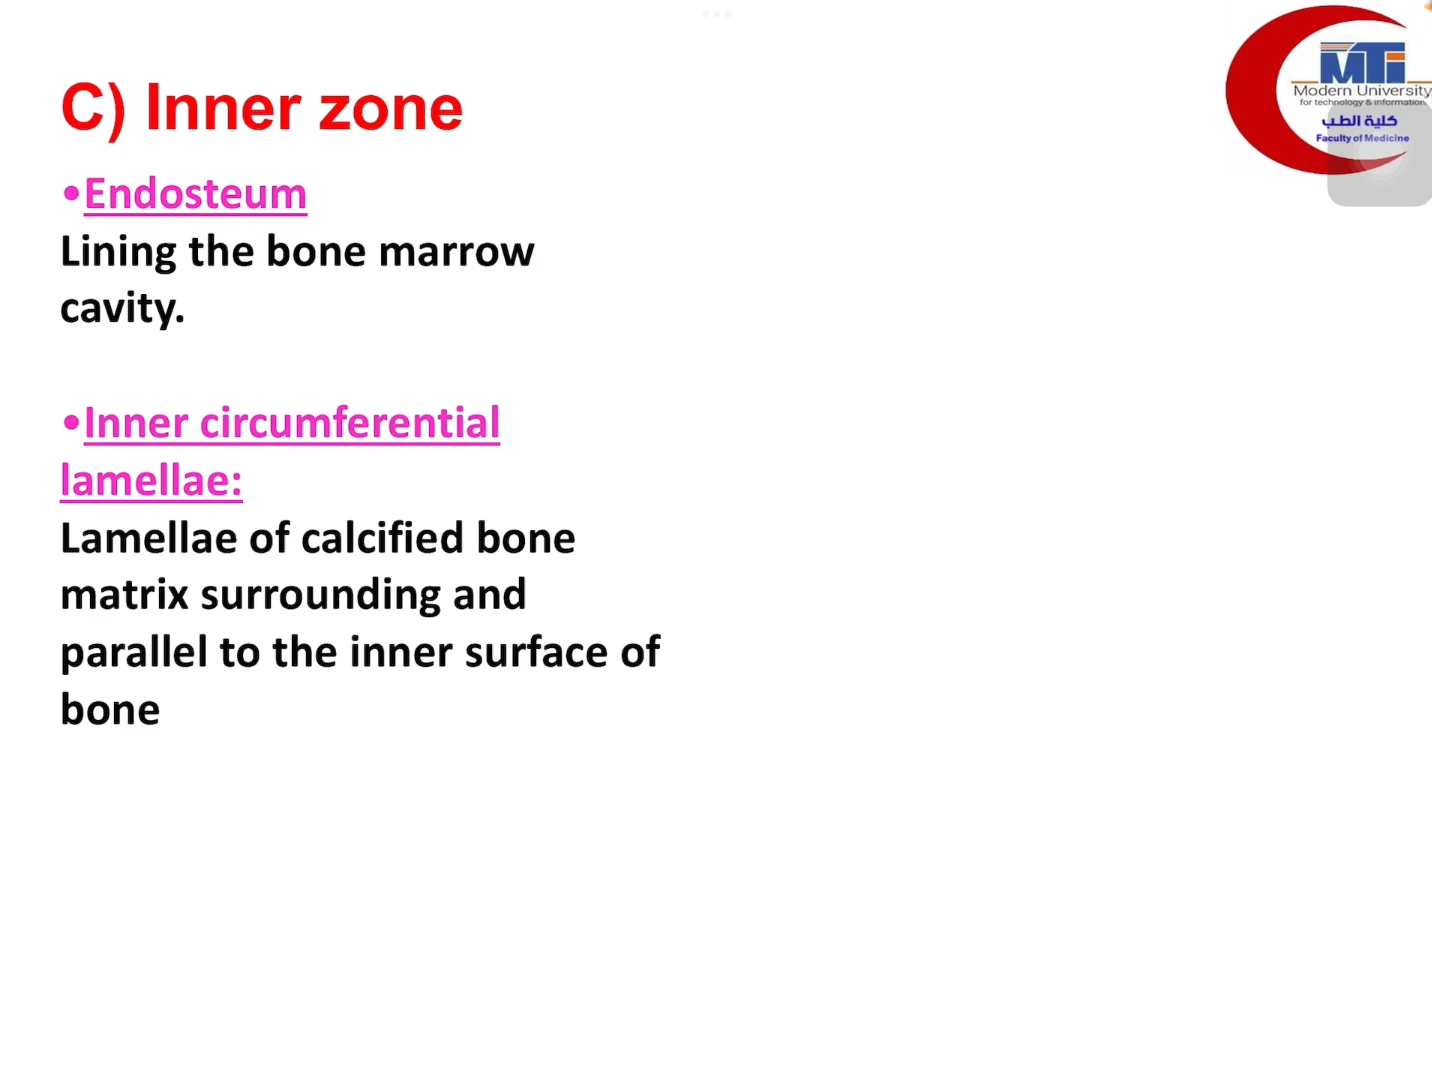 C) Inner zone
•Endosteum
Lining the bone marrow
cavity.
•Inner circumferential
lamellae:
Lamellae of calcified bone
matrix surrounding and
parallel to the inner surface of
bone
MTi
Modern University
for technology & information
كلية الطب
Faculty of Medicine